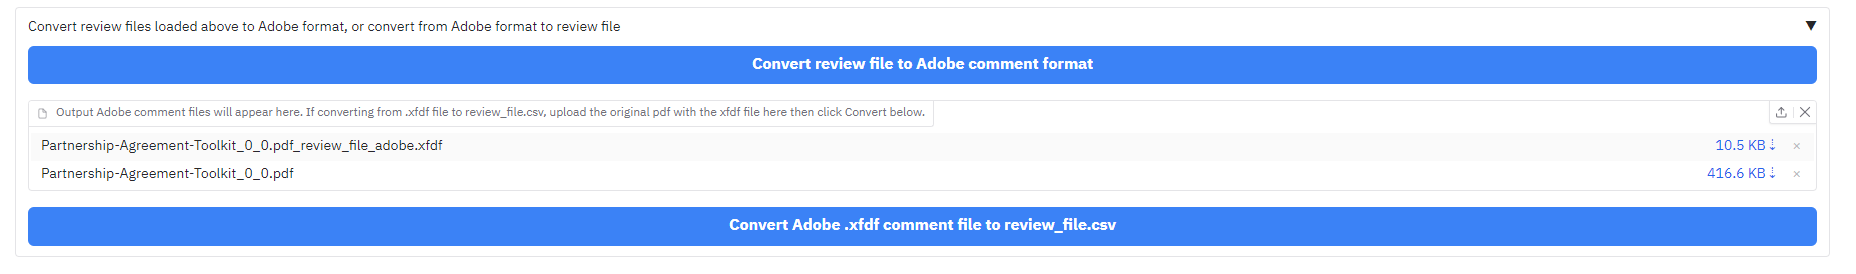 Convert review files loaded above to Adobe format, or convert from Adobe format to review file ▼
Convert review file to Adobe comment format
Output Adobe comment files will appear here. If converting from .xfdf file to review_file.csv, upload the original pdf with the xfdf file here then click Convert below.
Partnership-Agreement-Toolkit_0_0.pdf_review_file_adobe.xfdf 10.5 KB⇣ ×
Partnership-Agreement-Toolkit_0_0.pdf 416.6 KB⇣ ×
Convert Adobe .xfdf comment file to review_file.csv